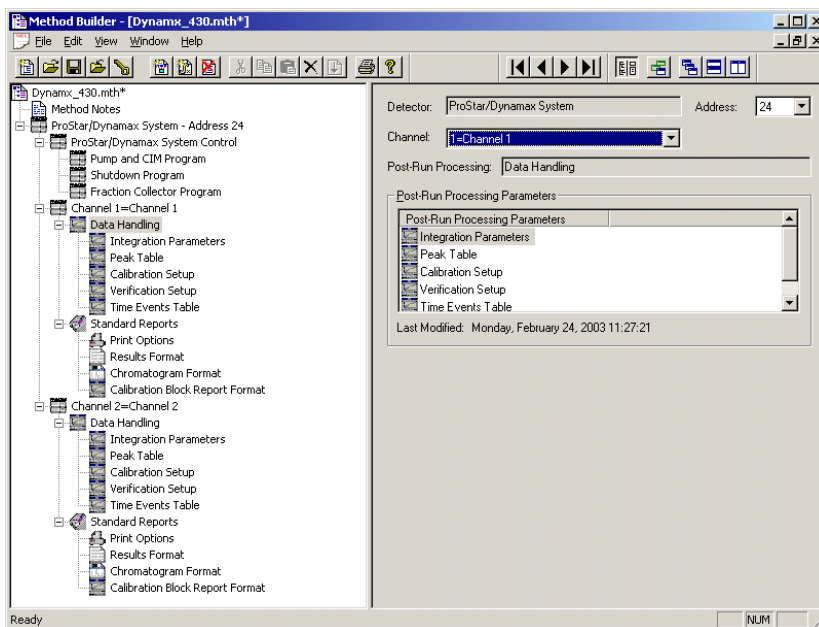 Method Builder - [Dynamx_430.mth*]
File Edit View Window Help
Dynamx_430.mth*
Method Notes
ProStar/Dynamax System - Address 24
ProStar/Dynamax System Control
Pump and CIM Program
Shutdown Program
Fraction Collector Program
Channel 1=Channel 1
Data Handling
Integration Parameters
Peak Table
Calibration Setup
Verification Setup
Time Events Table
Standard Reports
Print Options
Results Format
Chromatogram Format
Calibration Block Report Format
Channel 2=Channel 2
Data Handling
Integration Parameters
Peak Table
Calibration Setup
Verification Setup
Time Events Table
Standard Reports
Print Options
Results Format
Chromatogram Format
Calibration Block Report Format
Detector: ProStar/Dynamax System Address: 24
Channel: 1=Channel 1
Post-Run Processing: Data Handling
Post-Run Processing Parameters
Post-Run Processing Parameters
Integration Parameters
Peak Table
Calibration Setup
Verification Setup
Time Events Table
Last Modified: Monday, February 24, 2003 11:27:21
Ready NUM